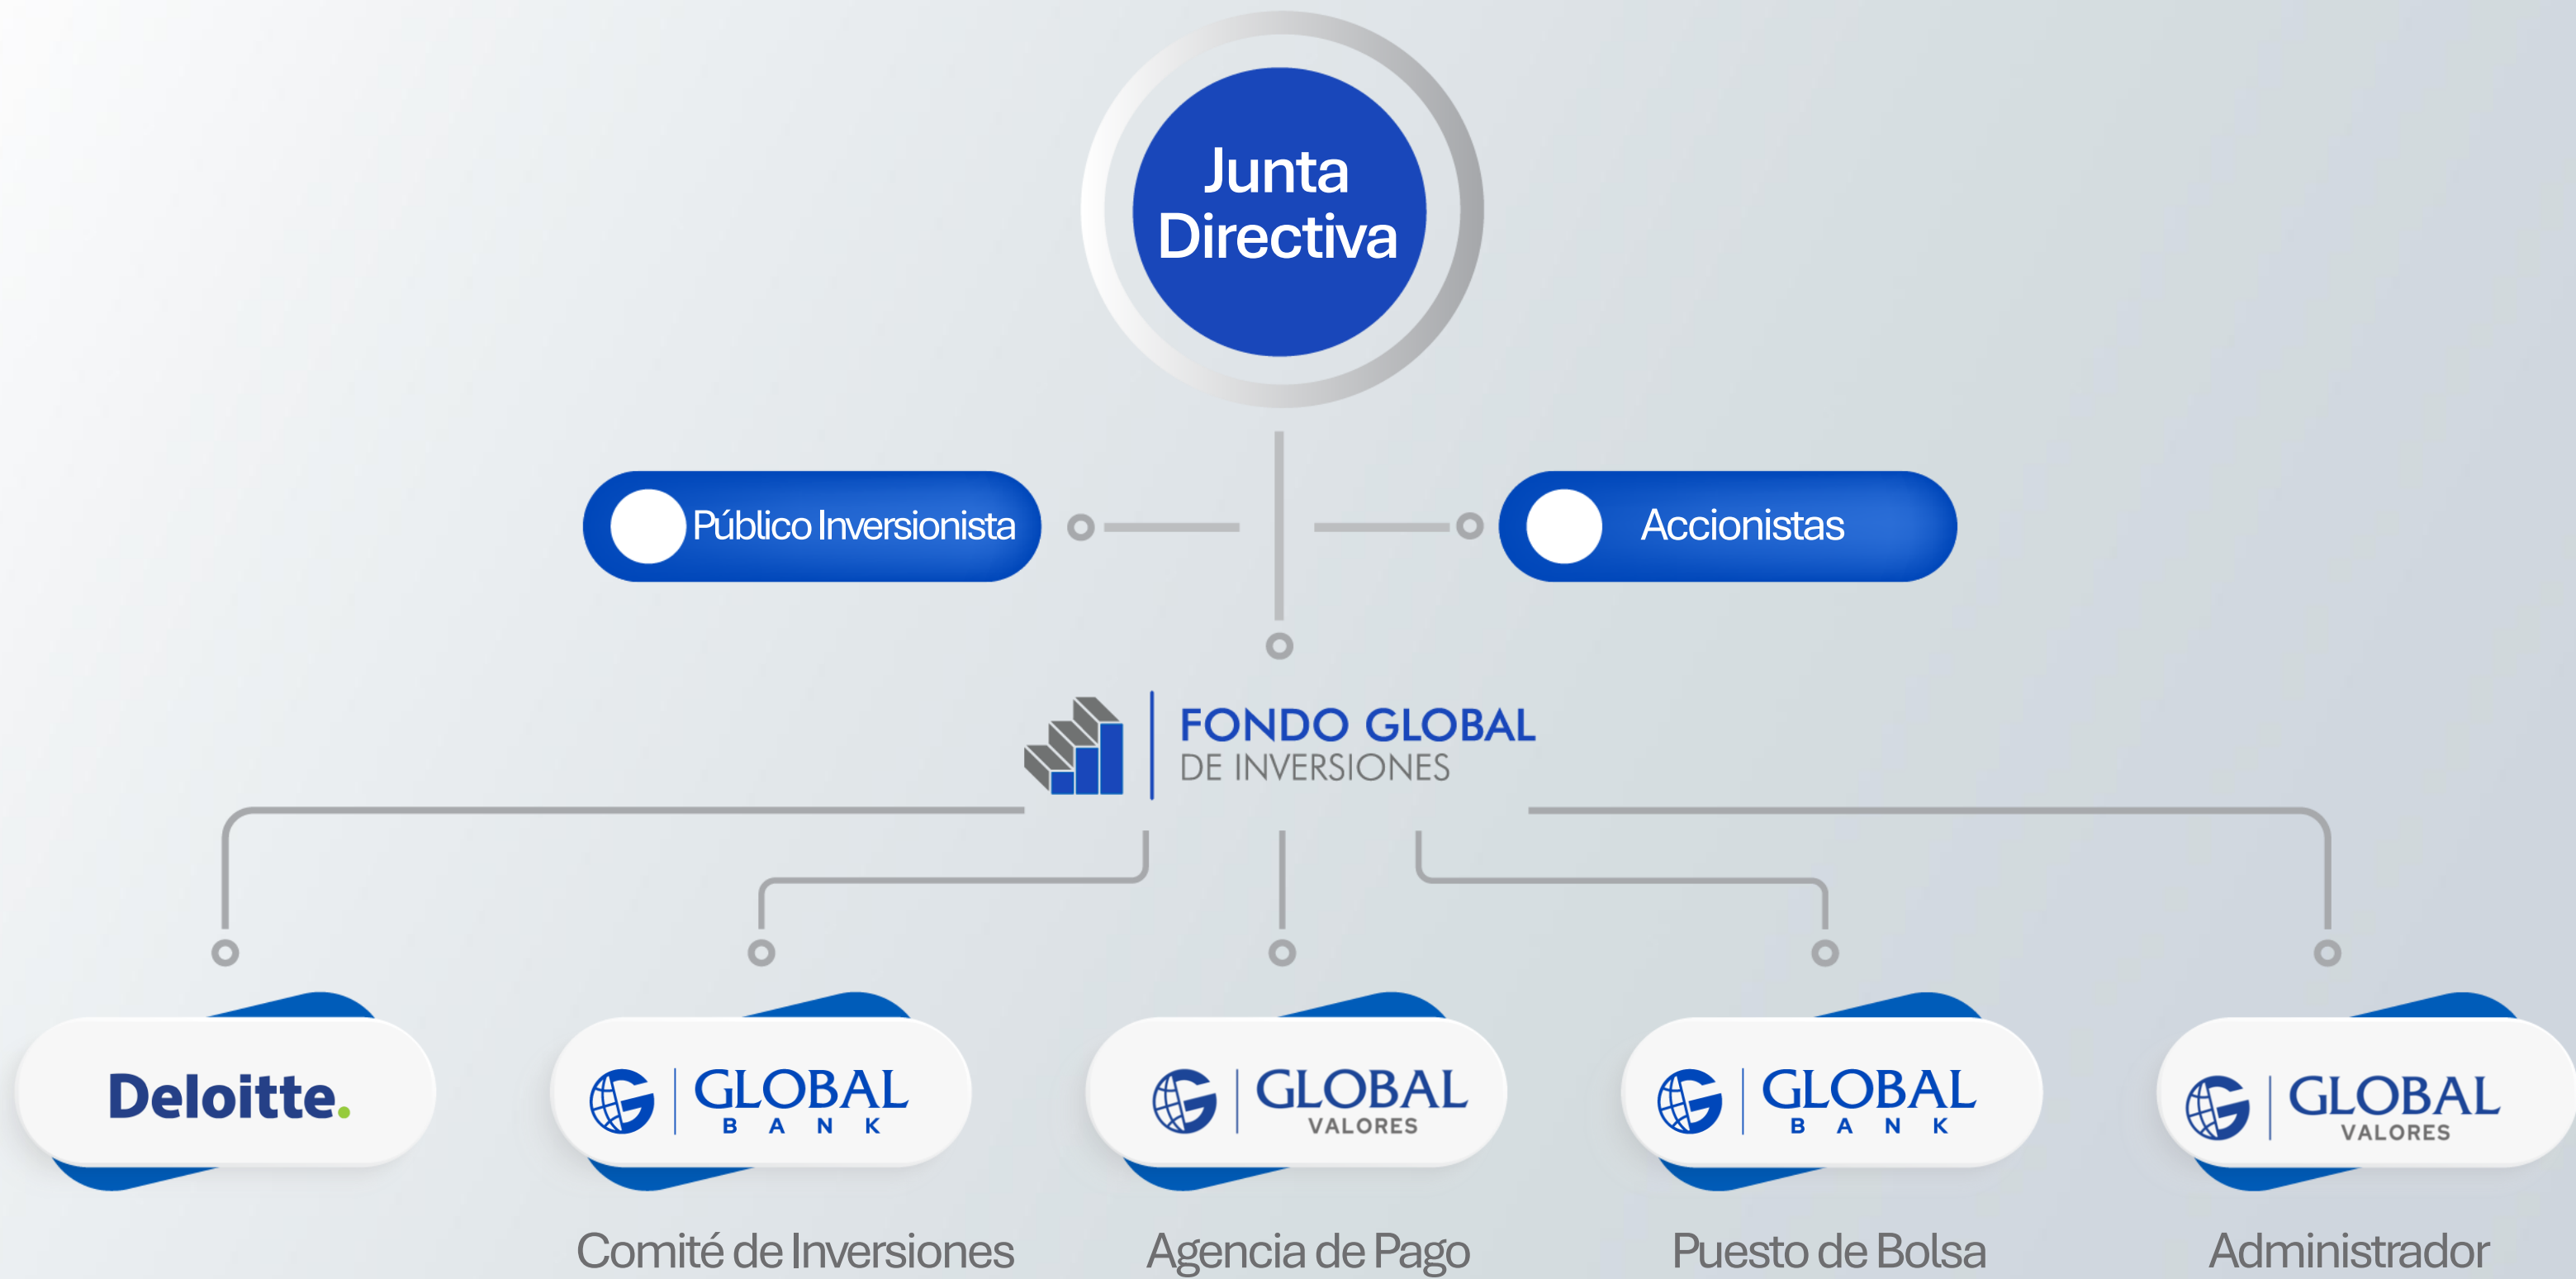 Junta
Directiva
Público Inversionista
Accionistas
FONDO GLOBAL
DE INVERSIONES
Deloitte.
GLOBAL
BANK
GLOBAL
VALORES
GLOBAL
BANK
GLOBAL
VALORES
Comité de Inversiones
Agencia de Pago
Puesto de Bolsa
Administrador